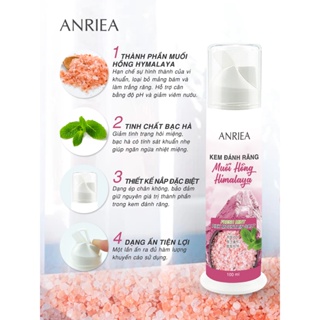 ANRIEA
1 THÀNH PHẦN MUỐI
HỒNG HYMALAYA
Hạn chế sự hình thành của vi
khuẩn, loại bỏ mảng bám và
làm trắng răng. Hỗ trợ cân
bằng độ pH và giảm viêm nướu.
2 TINH CHẤT BẠC HÀ
Giảm tình trạng hôi miệng,
bạc hà có tính sát khuẩn nhẹ
giúp ngăn ngừa nhiệt miệng.
3 THIẾT KẾ NẮP ĐẶC BIỆT
Dạng ép chân không, bảo đảm
giữ nguyên giá trị thành phần
trong kem đánh răng.
4 DẠNG ẤN TIỆN LỢI
Một lần ấn ra đủ hàm lượng
khuyến cáo sử dụng.
ANRIEA
KEM ĐÁNH RĂNG
Muối Hồng
Himalaya
100 ml